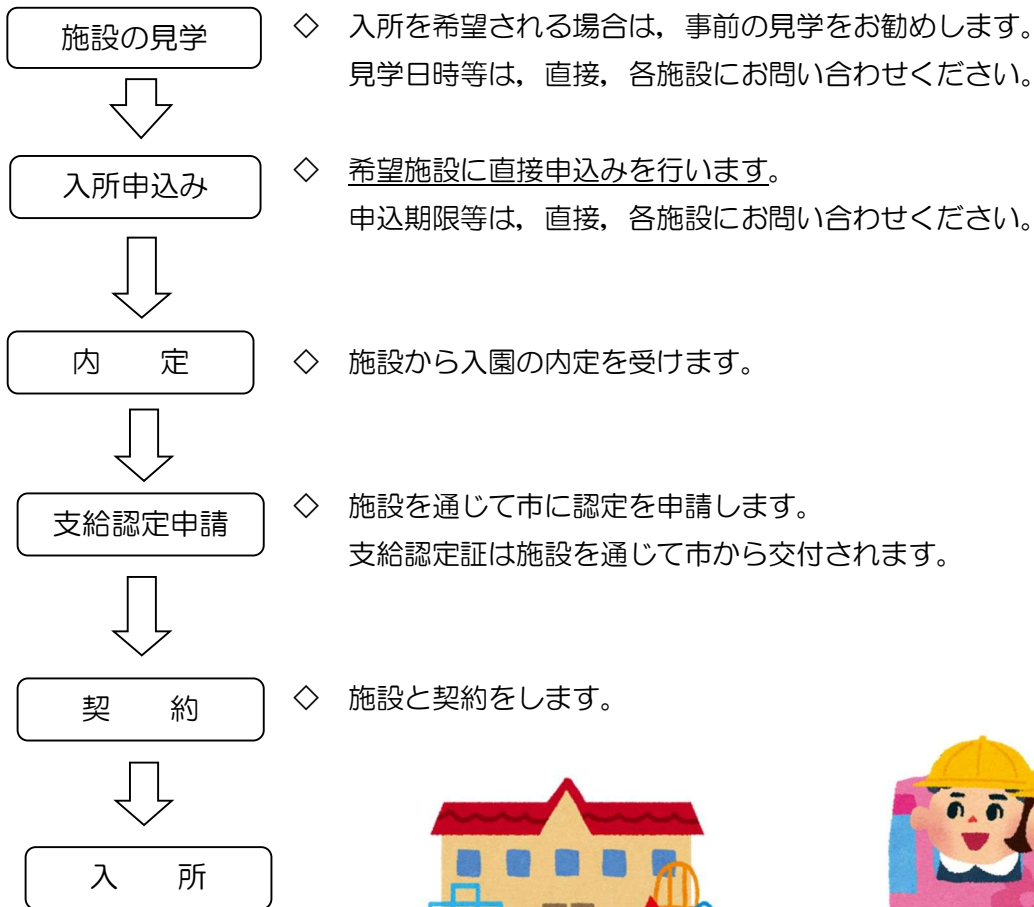 施設の見学
◇ 入所を希望される場合は，事前の見学をお勧めします。
見学日時等は，直接，各施設にお問い合わせください。
入所申込み
◇ 希望施設に直接申込みを行います。
申込期限等は，直接，各施設にお問い合わせください。
内 定
◇ 施設から入園の内定を受けます。
支給認定申請
◇ 施設を通じて市に認定を申請します。
支給認定証は施設を通じて市から交付されます。
契 約
◇ 施設と契約をします。
入 所